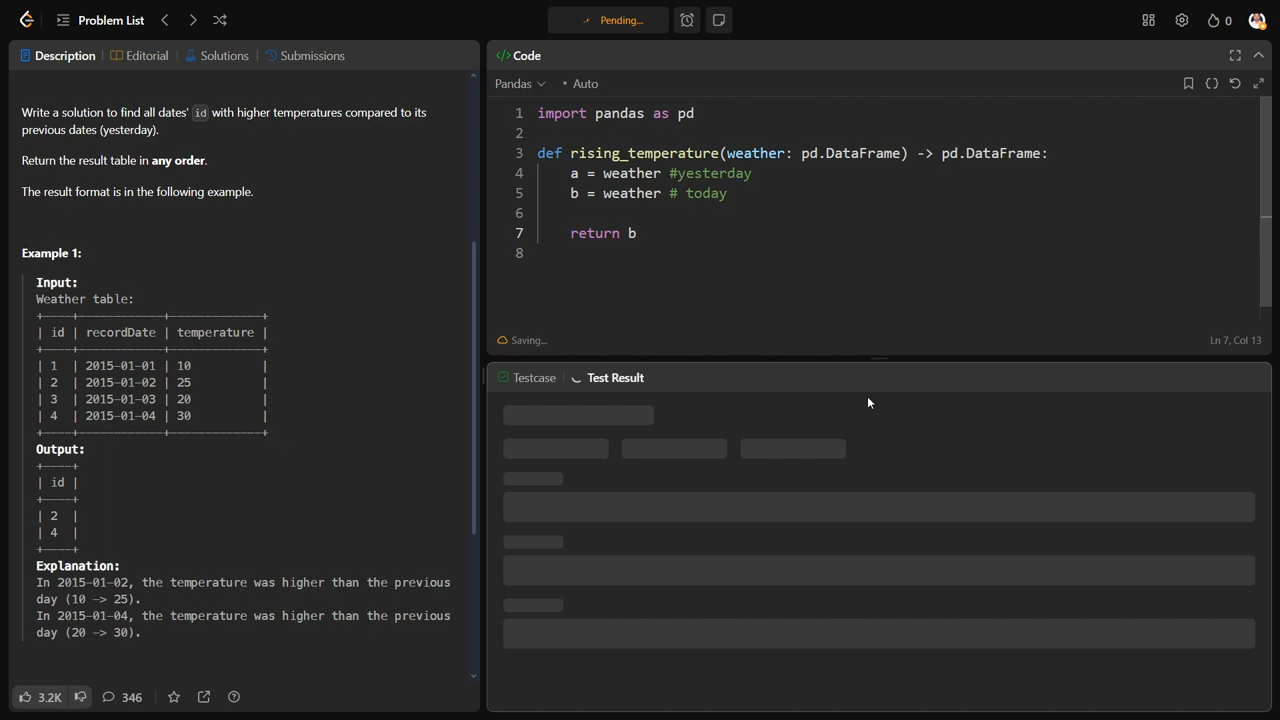 Problem List
Pending...
0
Description
Editorial
Solutions
Submissions
Write a solution to find all dates' id with higher temperatures compared to its
previous dates (yesterday).
Return the result table in any order.
The result format is in the following example.
Example 1:
Input:
Weather table:
+----+------------+-------------+
| id | recordDate | temperature |
+----+------------+-------------+
| 1  | 2015-01-01 | 10          |
| 2  | 2015-01-02 | 25          |
| 3  | 2015-01-03 | 20          |
| 4  | 2015-01-04 | 30          |
+----+------------+-------------+
Output:
+----+
| id |
+----+
| 2  |
| 4  |
+----+
Explanation:
In 2015-01-02, the temperature was higher than the previous
day (10 -> 25).
In 2015-01-04, the temperature was higher than the previous
day (20 -> 30).
3.2K
346
</> Code
Pandas
• Auto
1 import pandas as pd
2
3 def rising_temperature(weather: pd.DataFrame) -> pd.DataFrame:
4     a = weather #yesterday
5     b = weather # today
6
7     return b
8
Saving...
Ln 7, Col 13
Testcase
Test Result